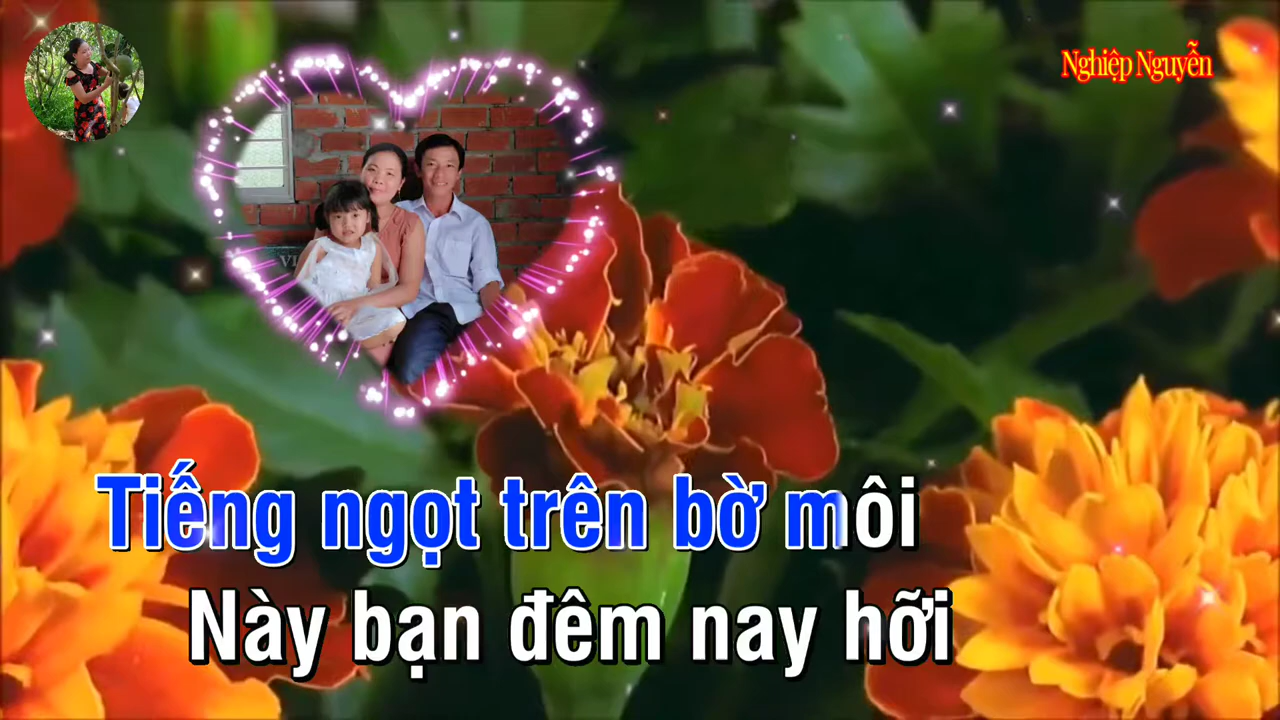 Nghiệp Nguyễn
Tiếng ngọt trên bờ môi
Này bạn đêm nay hỡi